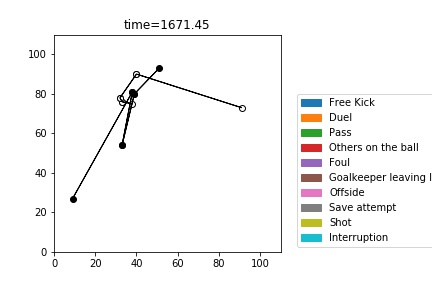 time=1671.45
100
80
60
40
20
0
0 20 40 60 80 100
Free Kick
Duel
Pass
Others on the ball
Foul
Goalkeeper leaving l
Offside
Save attempt
Shot
Interruption